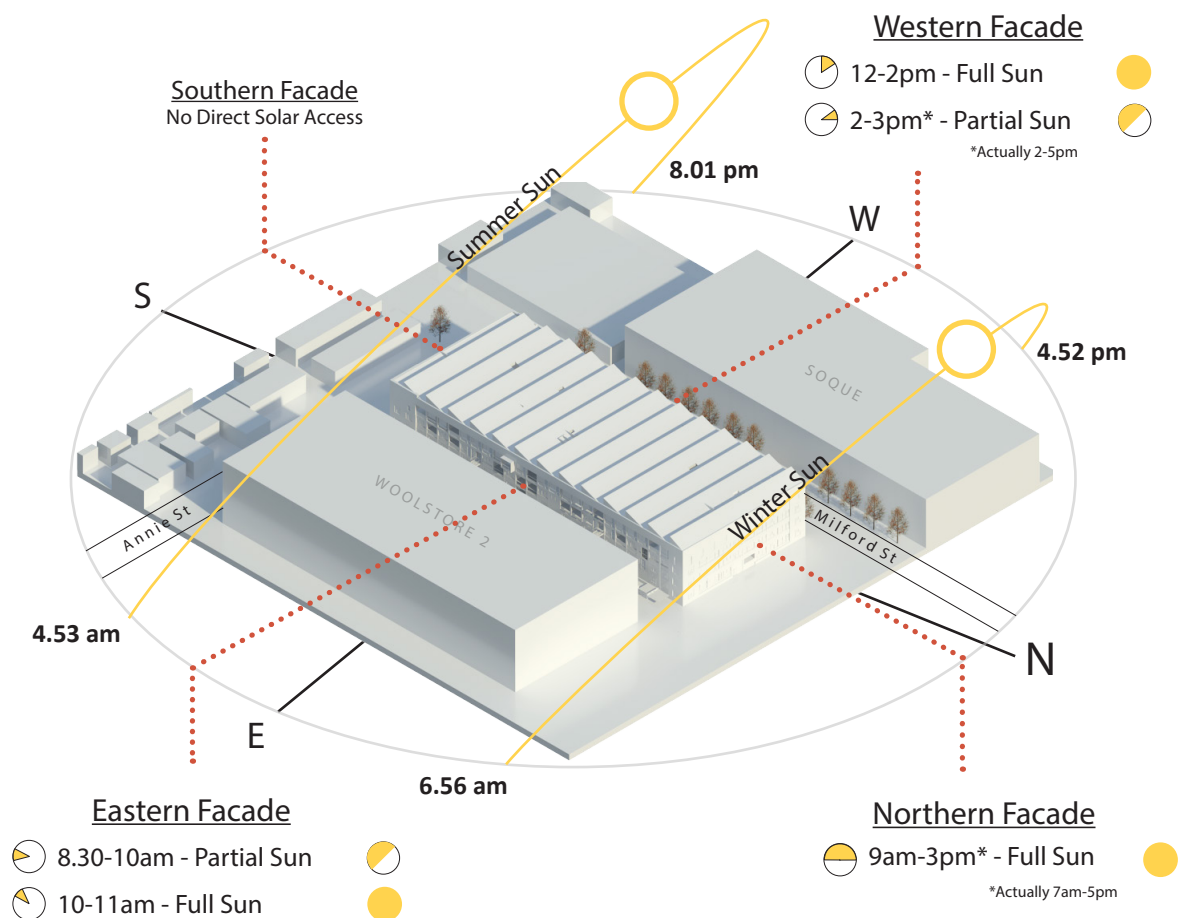 Western Facade
12-2pm - Full Sun
2-3pm* - Partial Sun
*Actually 2-5pm
Southern Facade
No Direct Solar Access
8.01 pm
Summer Sun
W
S
4.52 pm
SOQUE
WOOLSTORE 2
Winter Sun
Annie St
Milford St
4.53 am
N
E
6.56 am
Eastern Facade
8.30-10am - Partial Sun
10-11am - Full Sun
Northern Facade
9am-3pm* - Full Sun
*Actually 7am-5pm